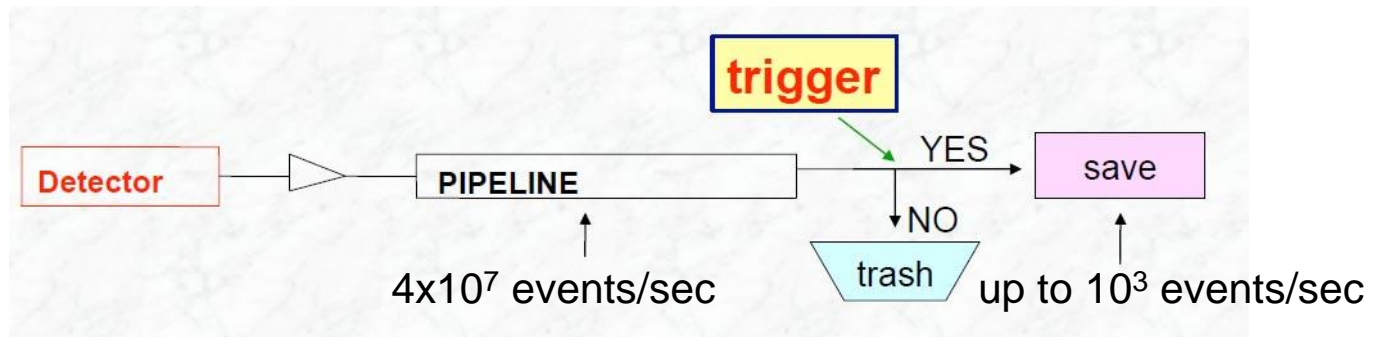 trigger
YES
Detector
PIPELINE
save
NO
trash
4x10⁷ events/sec
up to 10³ events/sec